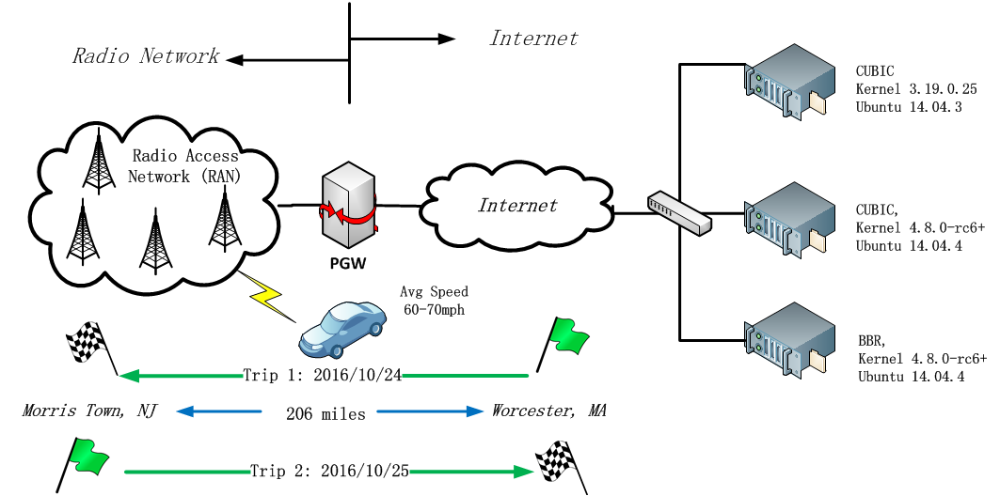 Radio Network
Internet
CUBIC
Kernel 3.19.0.25
Ubuntu 14.04.3
Radio Access
Network (RAN)
Internet
CUBIC,
Kernel 4.8.0-rc6+
Ubuntu 14.04.4
PGW
Avg Speed
60-70mph
BBR,
Kernel 4.8.0-rc6+
Ubuntu 14.04.4
Trip 1: 2016/10/24
Morris Town, NJ
206 miles
Worcester, MA
Trip 2: 2016/10/25